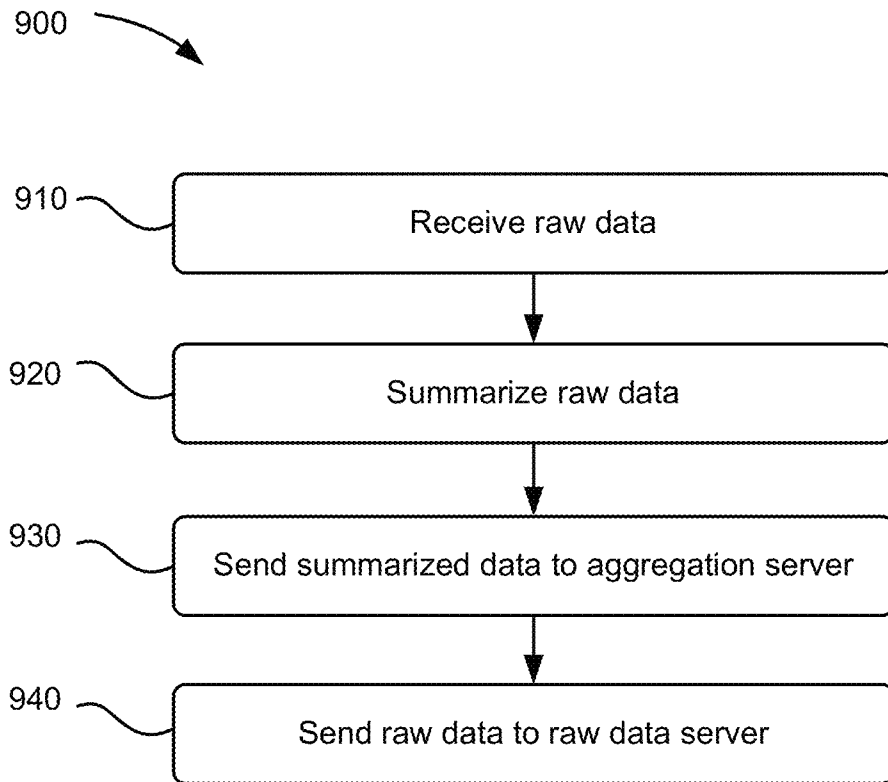 900
910
Receive raw data
920
Summarize raw data
930
Send summarized data to aggregation server
940
Send raw data to raw data server